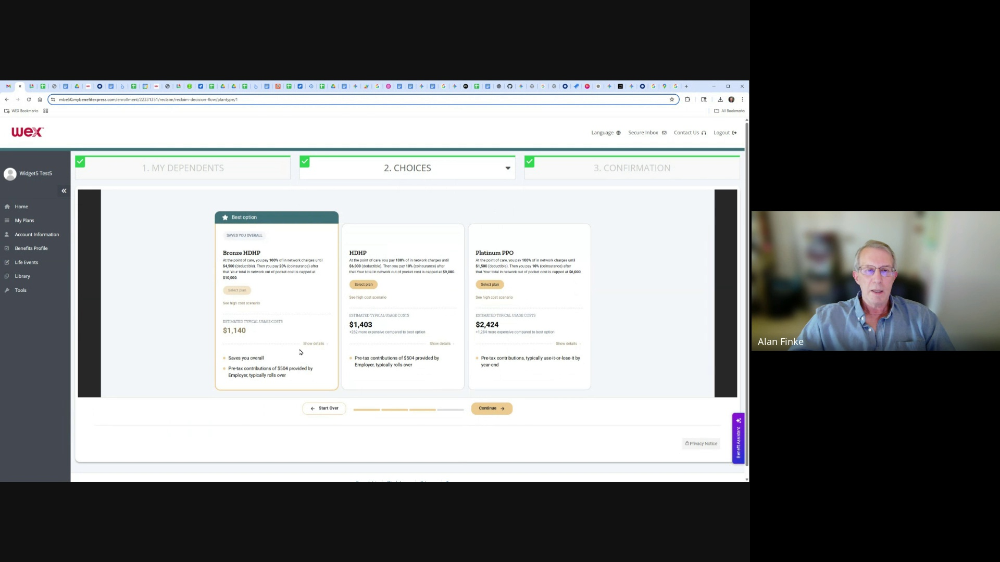 mbe50.mybenefitexpress.com/enrollment/22331351/reclaim/reclaim-decision-flow/plantype/1
WEX Bookmarks
All Bookmarks
wex
Language
Secure Inbox
Contact Us
Logout
Widget5 Test5
Home
My Plans
Account Information
Benefits Profile
Life Events
Library
Tools
1. MY DEPENDENTS
2. CHOICES
3. CONFIRMATION
Best option
SAVES YOU OVERALL
Bronze HDHP
At the point of care, you pay 100% of in network charges until
$4,500 (deductible). Then you pay 20% (coinsurance) after
that.Your total in network out of pocket cost is capped at
$10,000.
Select plan
See high cost scenario
ESTIMATED TYPICAL USAGE COSTS
$1,140
Show details
Saves you overall
Pre-tax contributions of $504 provided by
Employer, typically rolls over
HDHP
At the point of care, you pay 100% of in network charges until
$6,000 (deductible). Then you pay 10% (coinsurance) after
that.Your total in network out of pocket cost is capped at $9,000.
Select plan
See high cost scenario
ESTIMATED TYPICAL USAGE COSTS
$1,403
+262 more expensive compared to best option
Show details
Pre-tax contributions of $504 provided by
Employer, typically rolls over
Platinum PPO
At the point of care, you pay 100% of in network charges until
$1,500 (deductible). Then you pay 10% (coinsurance) after
that.Your total in network out of pocket cost is capped at $6,000.
Select plan
See high cost scenario
ESTIMATED TYPICAL USAGE COSTS
$2,424
+1,284 more expensive compared to best option
Show details
Pre-tax contributions, typically use-it-or-lose-it by
year-end
Start Over
Continue
Benefit Assistant
Privacy Notice
Alan Finke